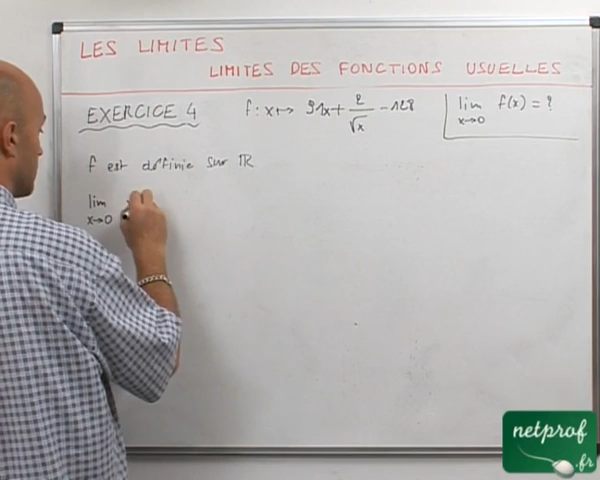 LES LIMITES
LIMITES DES FONCTIONS USUELLES
EXERCICE 4 f: x ↦ 91x + 2/√x - 128 lim x→0 f(x) = ?
f est définie sur ℝ
lim x→0
netprof
.fr